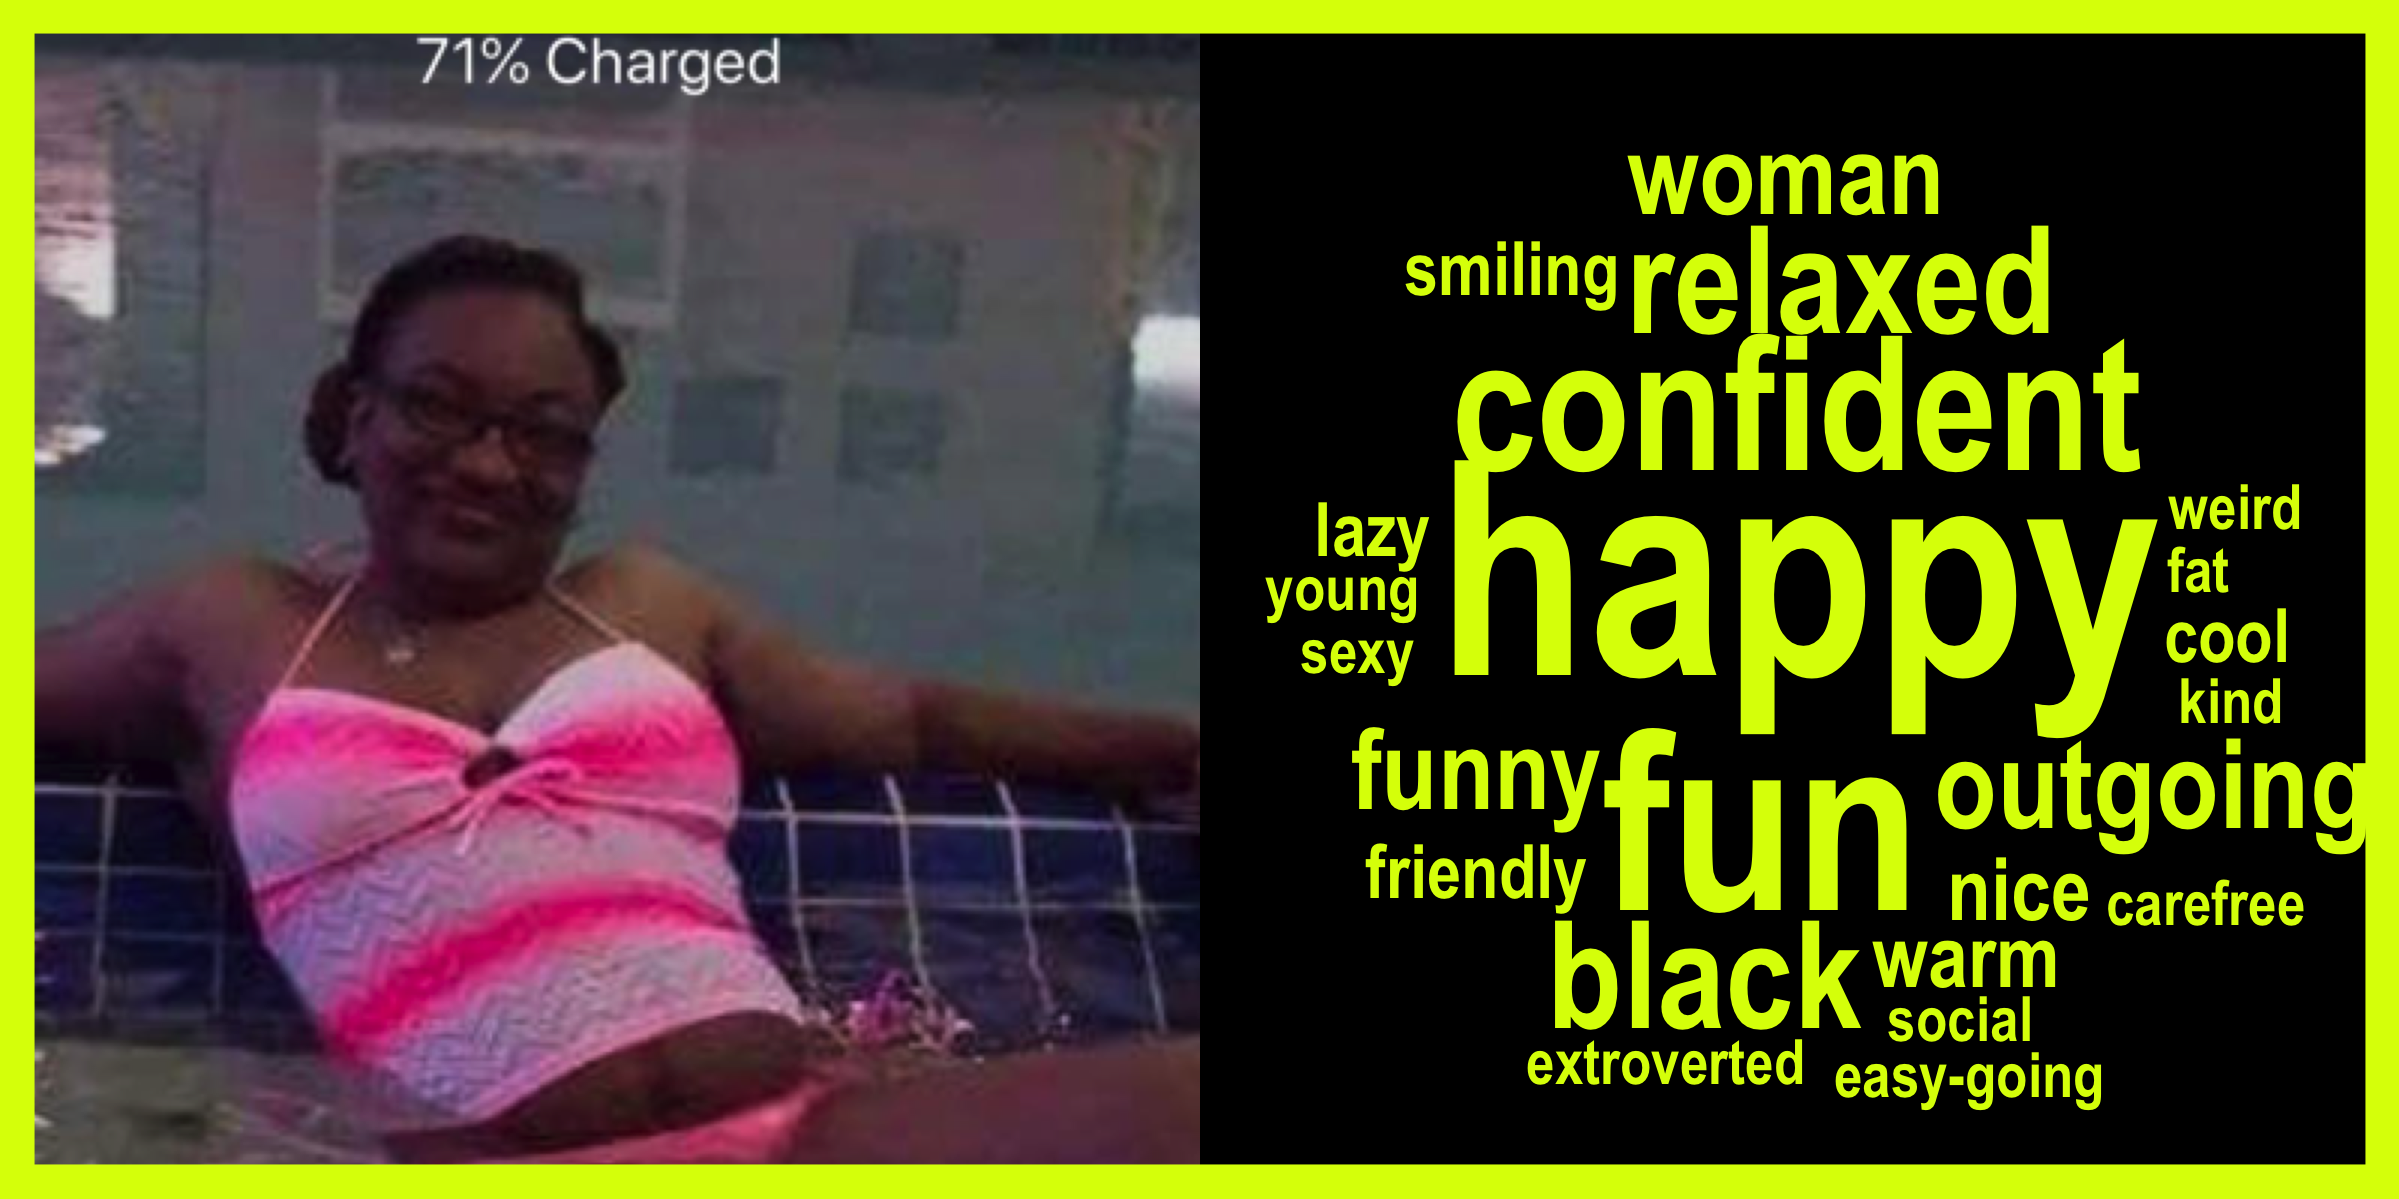 71% Charged
woman
smiling relaxed
confident
lazy happy weird
young fat
sexy cool
kind
funny fun outgoing
friendly nice carefree
black warm
social
extroverted easy-going